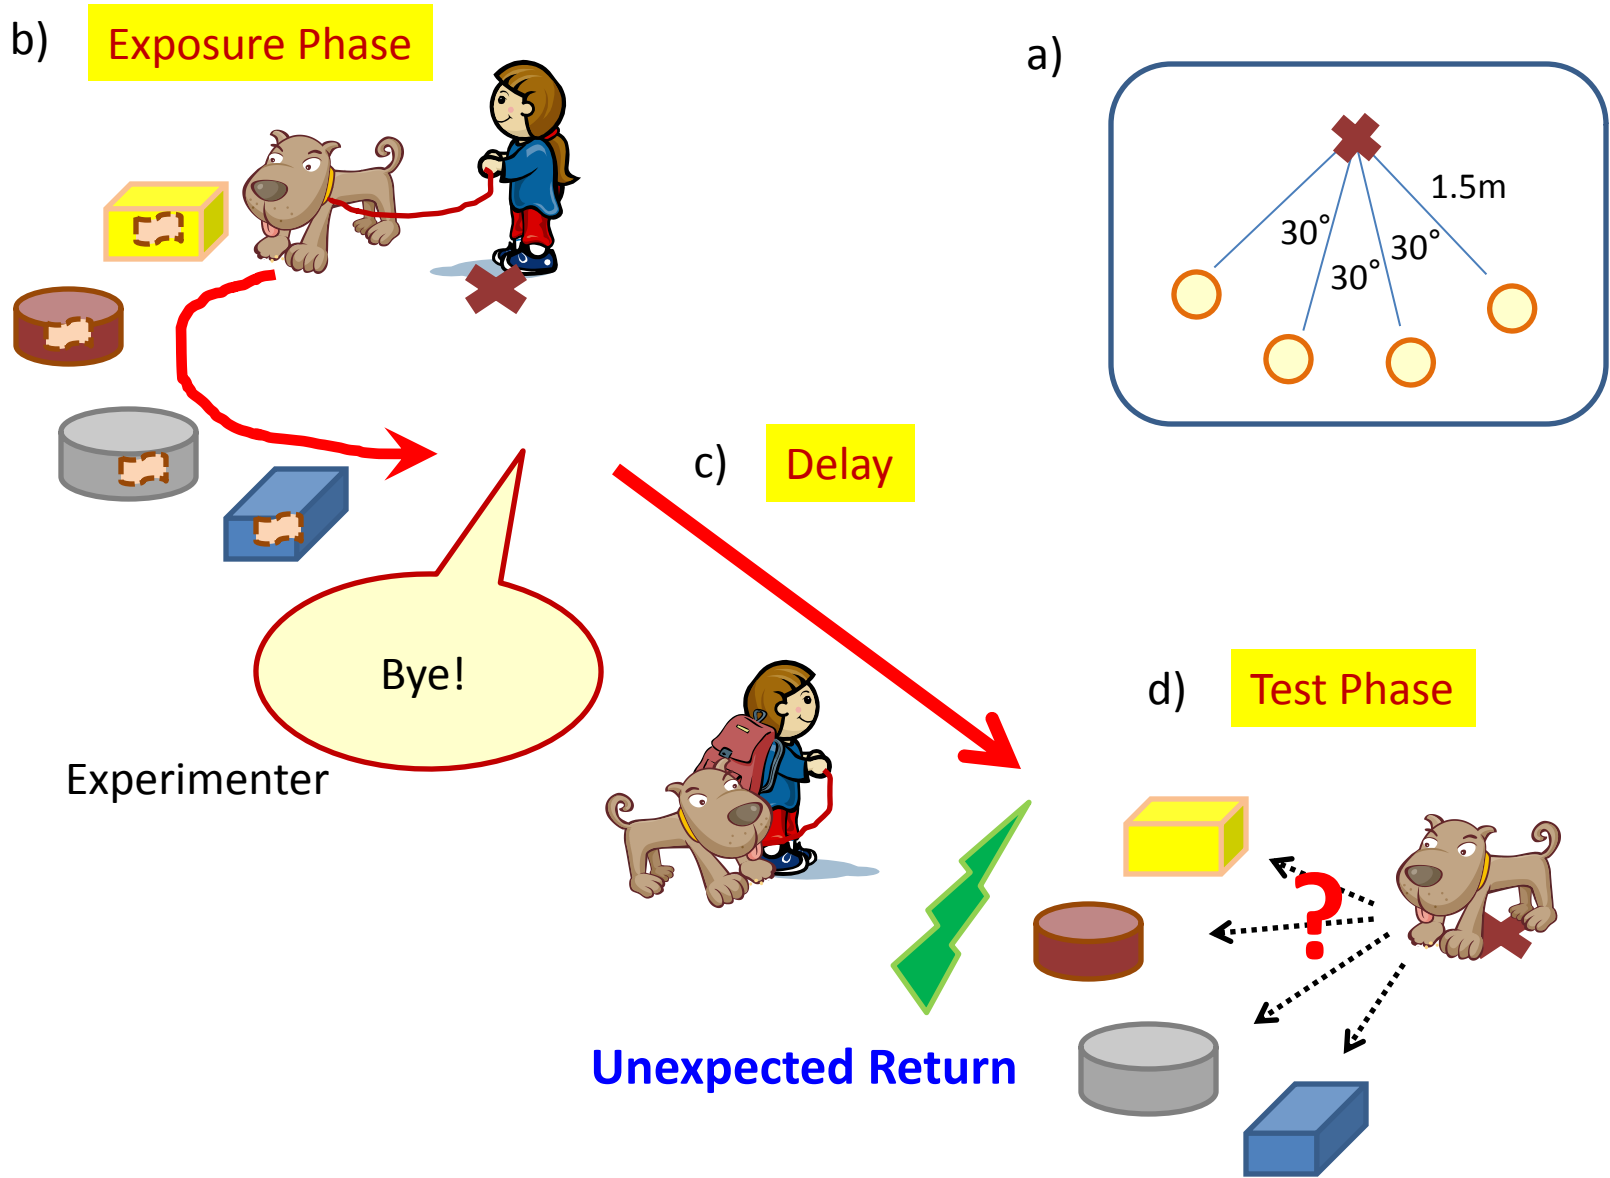 b)
Exposure Phase
a)
1.5m
30°
30°
30°
c)
Delay
Bye!
Experimenter
d)
Test Phase
?
Unexpected Return